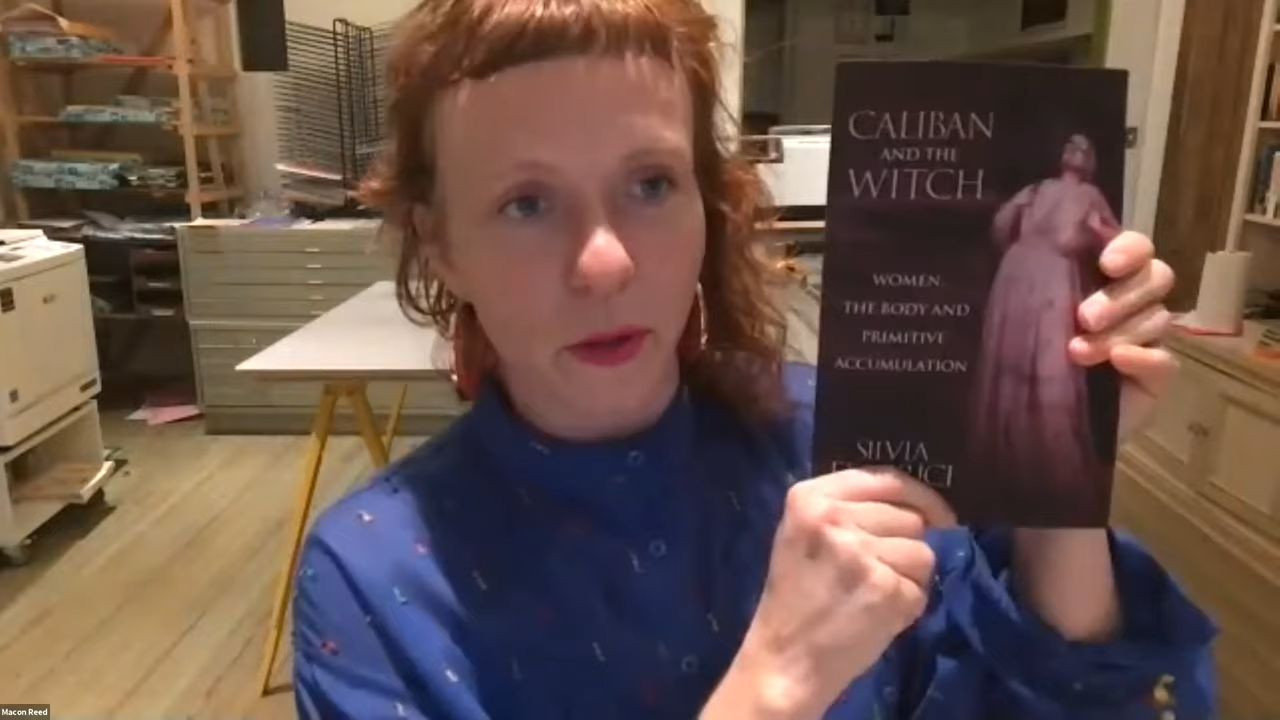 CALIBAN
AND THE
WITCH
WOMEN,
THE BODY AND
PRIMITIVE
ACCUMULATION
SILVIA
Macon Reed